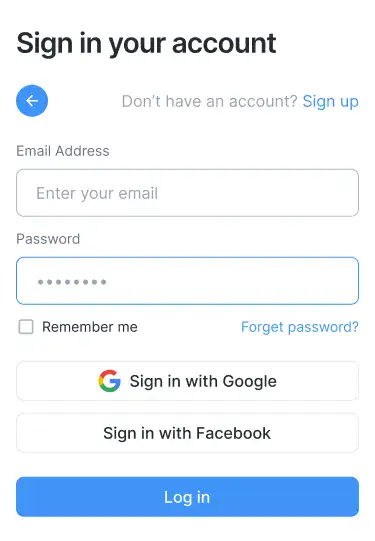 Sign in your account
Don't have an account? Sign up
Email Address
Enter your email
Password
Remember me
Forget password?
Sign in with Google
Sign in with Facebook
Log in